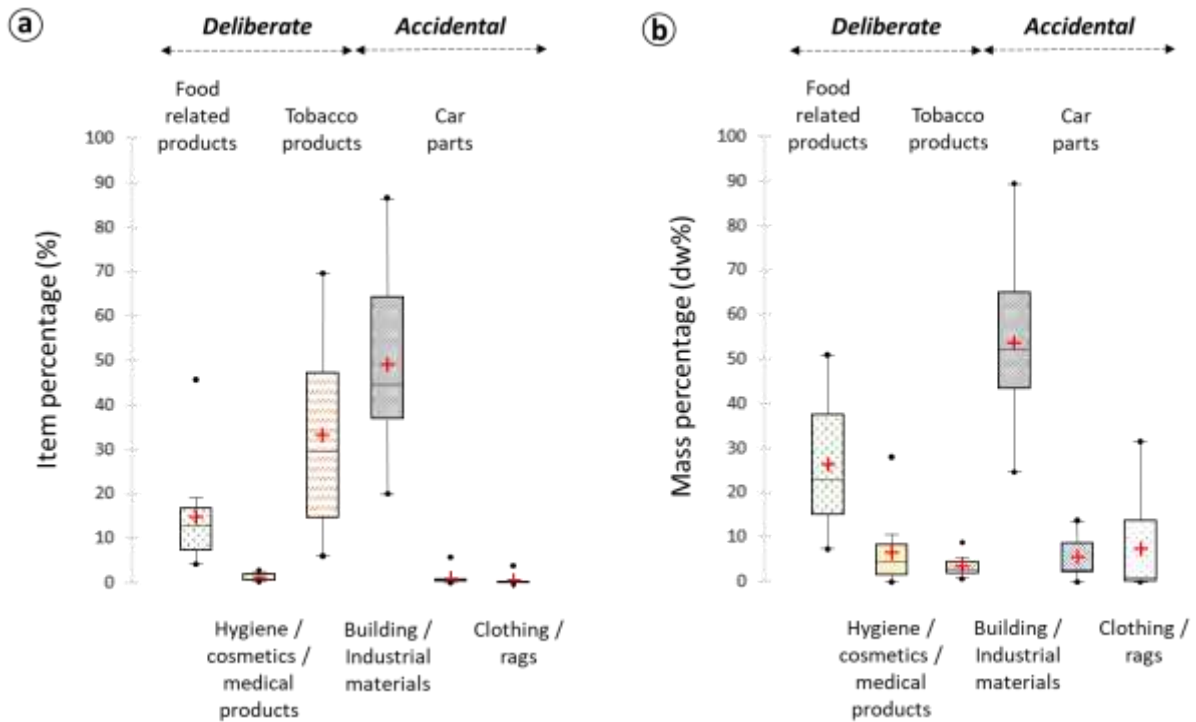 a
Deliberate
Accidental
Food
related
products
Tobacco
products
Car
parts
Item percentage (%)
100
90
80
70
60
50
40
30
20
10
0
Hygiene /
cosmetics /
medical
products
Building /
Industrial
materials
Clothing /
rags
b
Deliberate
Accidental
Food
related
products
Tobacco
products
Car
parts
Mass percentage (dw%)
100
90
80
70
60
50
40
30
20
10
0
Hygiene /
cosmetics /
medical
products
Building /
Industrial
materials
Clothing /
rags